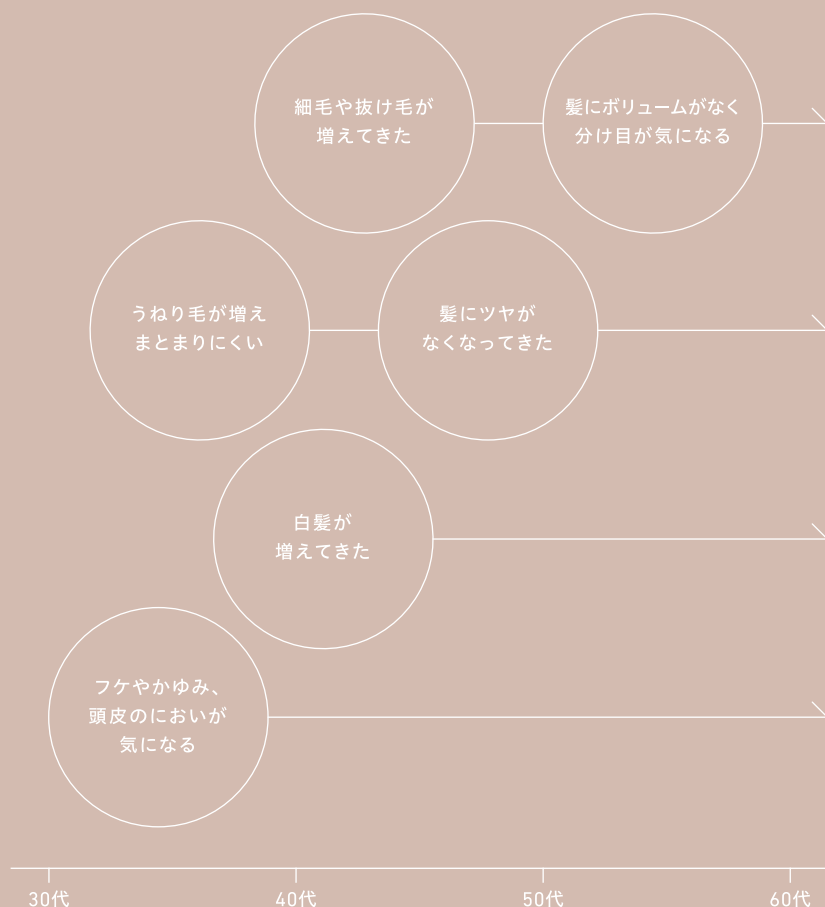 細毛や抜け毛が
増えてきた
髪にボリュームがなく
分け目が気になる
うねり毛が増え
まとまりにくい
髪にツヤが
なくなってきた
白髪が
増えてきた
フケやかゆみ、
頭皮のにおいが
気になる
30代
40代
50代
60代